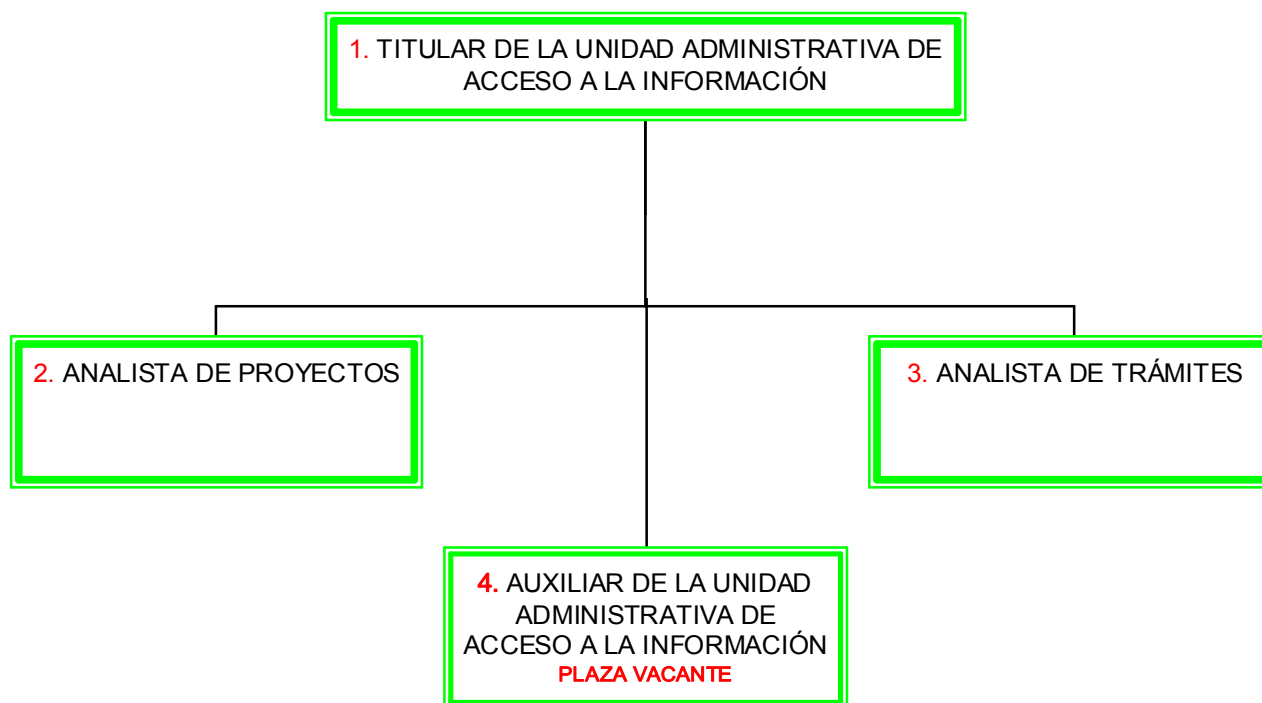 1. TITULAR DE LA UNIDAD ADMINISTRATIVA DE
ACCESO A LA INFORMACIÓN
2. ANALISTA DE PROYECTOS
3. ANALISTA DE TRÁMITES
4. AUXILIAR DE LA UNIDAD
ADMINISTRATIVA DE
ACCESO A LA INFORMACIÓN
PLAZA VACANTE